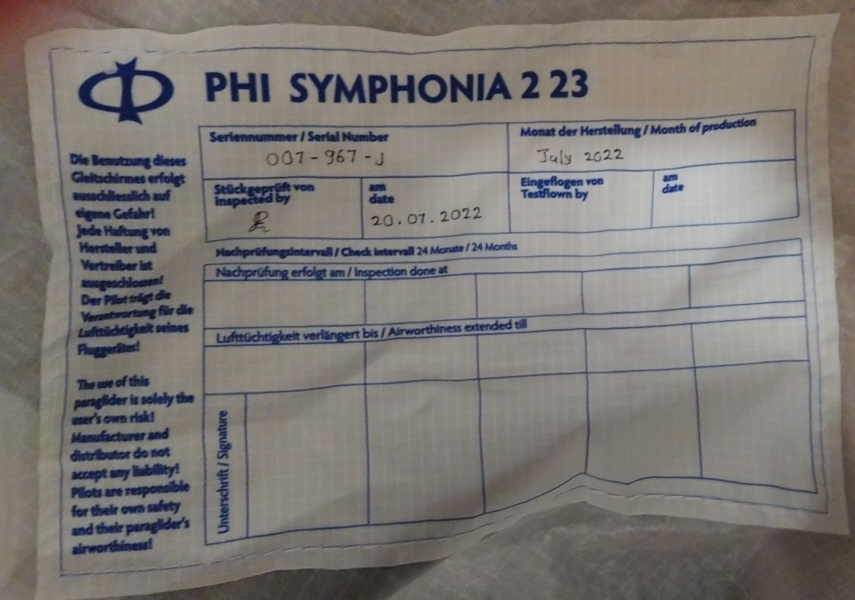 PHI SYMPHONIA 2 23
Seriennummer / Serial Number
007-967-J
Monat der Herstellung / Month of production
July 2022
Stückgeprüft von
Inspected by
am
date
20.07.2022
Eingeflogen von
Testflown by
am
date
Nachprüfungsintervall / Check Intervall 24 Monate / 24 Months
Nachprüfung erfolgt am / Inspection done at
Lufttüchtigkeit verlängert bis / Airworthiness extended till
Unterschrift / Signature
Die Benutzung dieses
Gleitschirmes erfolgt
ausschliesslich auf
eigene Gefahr!
Jede Haftung von
Hersteller und
Vertreiber ist
ausgeschlossen!
Der Pilot trägt die
Verantwortung für die
Lufttüchtigkeit seines
Fluggerätes!
The use of this
paraglider is solely the
user's own risk!
Manufacturer and
distributor do not
accept any liability!
Pilots are responsible
for their own safety
and their paraglider's
airworthiness!